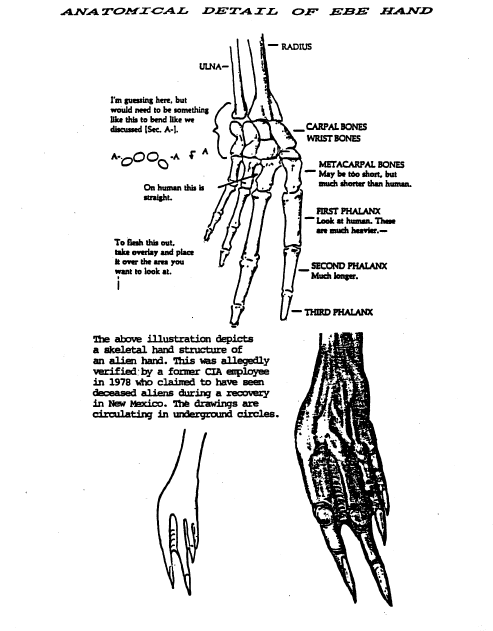 ANATOMICAL DETAIL OF EBE HAND
RADIUS
ULNA—
I'm guessing here, but
would need to be something
like this to bend like we
discussed [Sec. A-].
CARPAL BONES
WRIST BONES
A-
-A
A
METACARPAL BONES
May be too short, but
much shorter than human.
On human this is
straight.
FIRST PHALANX
Look at human. These
are much heavier.—
To flesh this out,
take overlay and place
it over the area you
want to look at.
SECOND PHALANX
Much longer.
THIRD PHALANX
The above illustration depicts
a skeletal hand structure of
an alien hand. This was allegedly
verified by a former CIA employee
in 1978 who claimed to have seen
deceased aliens during a recovery
in New Mexico. The drawings are
circulating in underground circles.